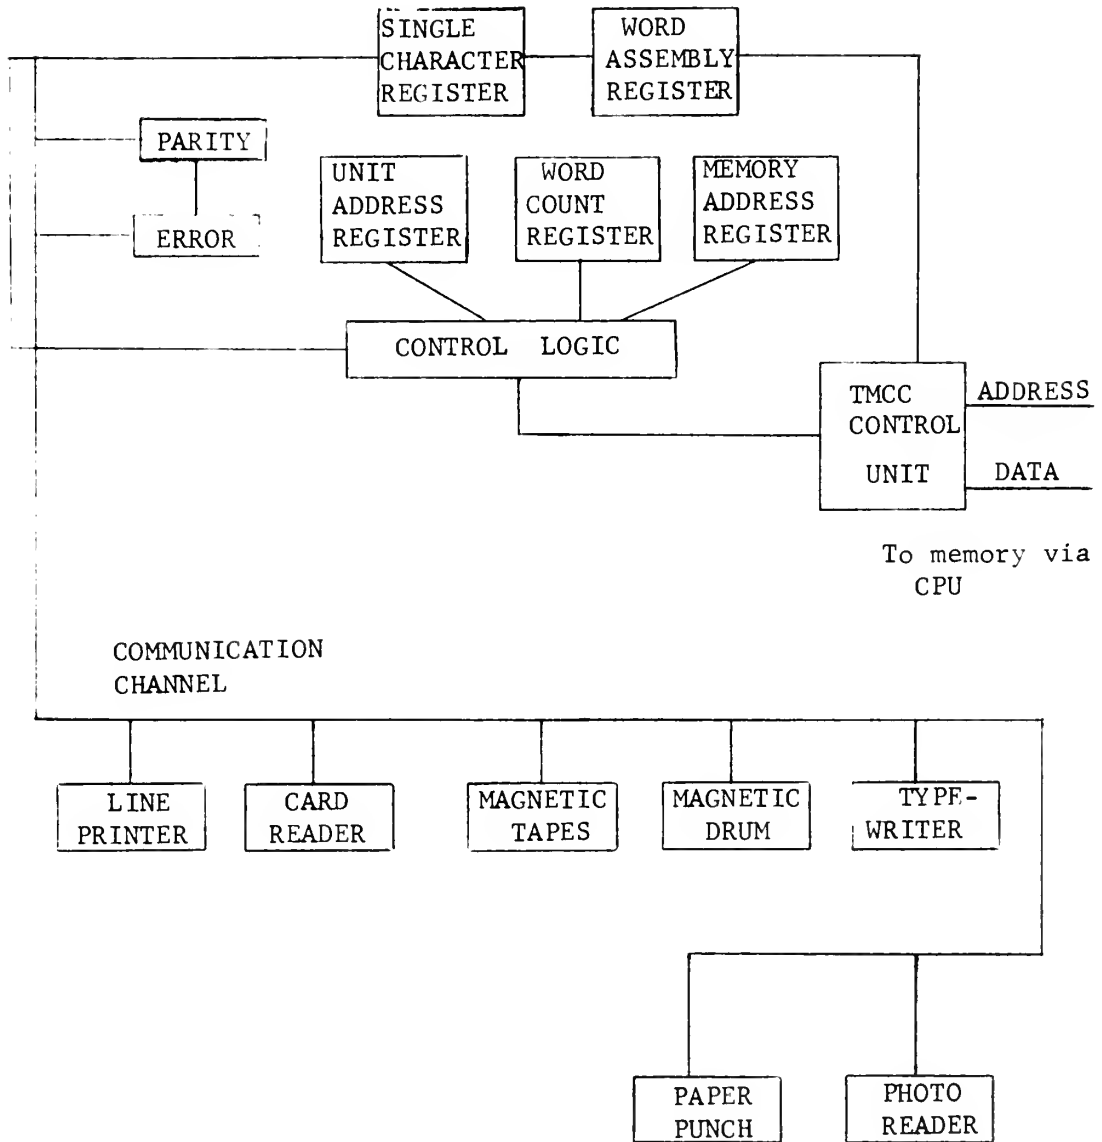 SINGLE
CHARACTER
REGISTER
WORD
ASSEMBLY
REGISTER
PARITY
ERROR
UNIT
ADDRESS
REGISTER
WORD
COUNT
REGISTER
MEMORY
ADDRESS
REGISTER
CONTROL LOGIC
TMCC
CONTROL
UNIT
ADDRESS
DATA
To memory via
CPU
COMMUNICATION
CHANNEL
LINE
PRINTER
CARD
READER
MAGNETIC
TAPES
MAGNETIC
DRUM
TYPE-
WRITER
PAPER
PUNCH
PHOTO
READER